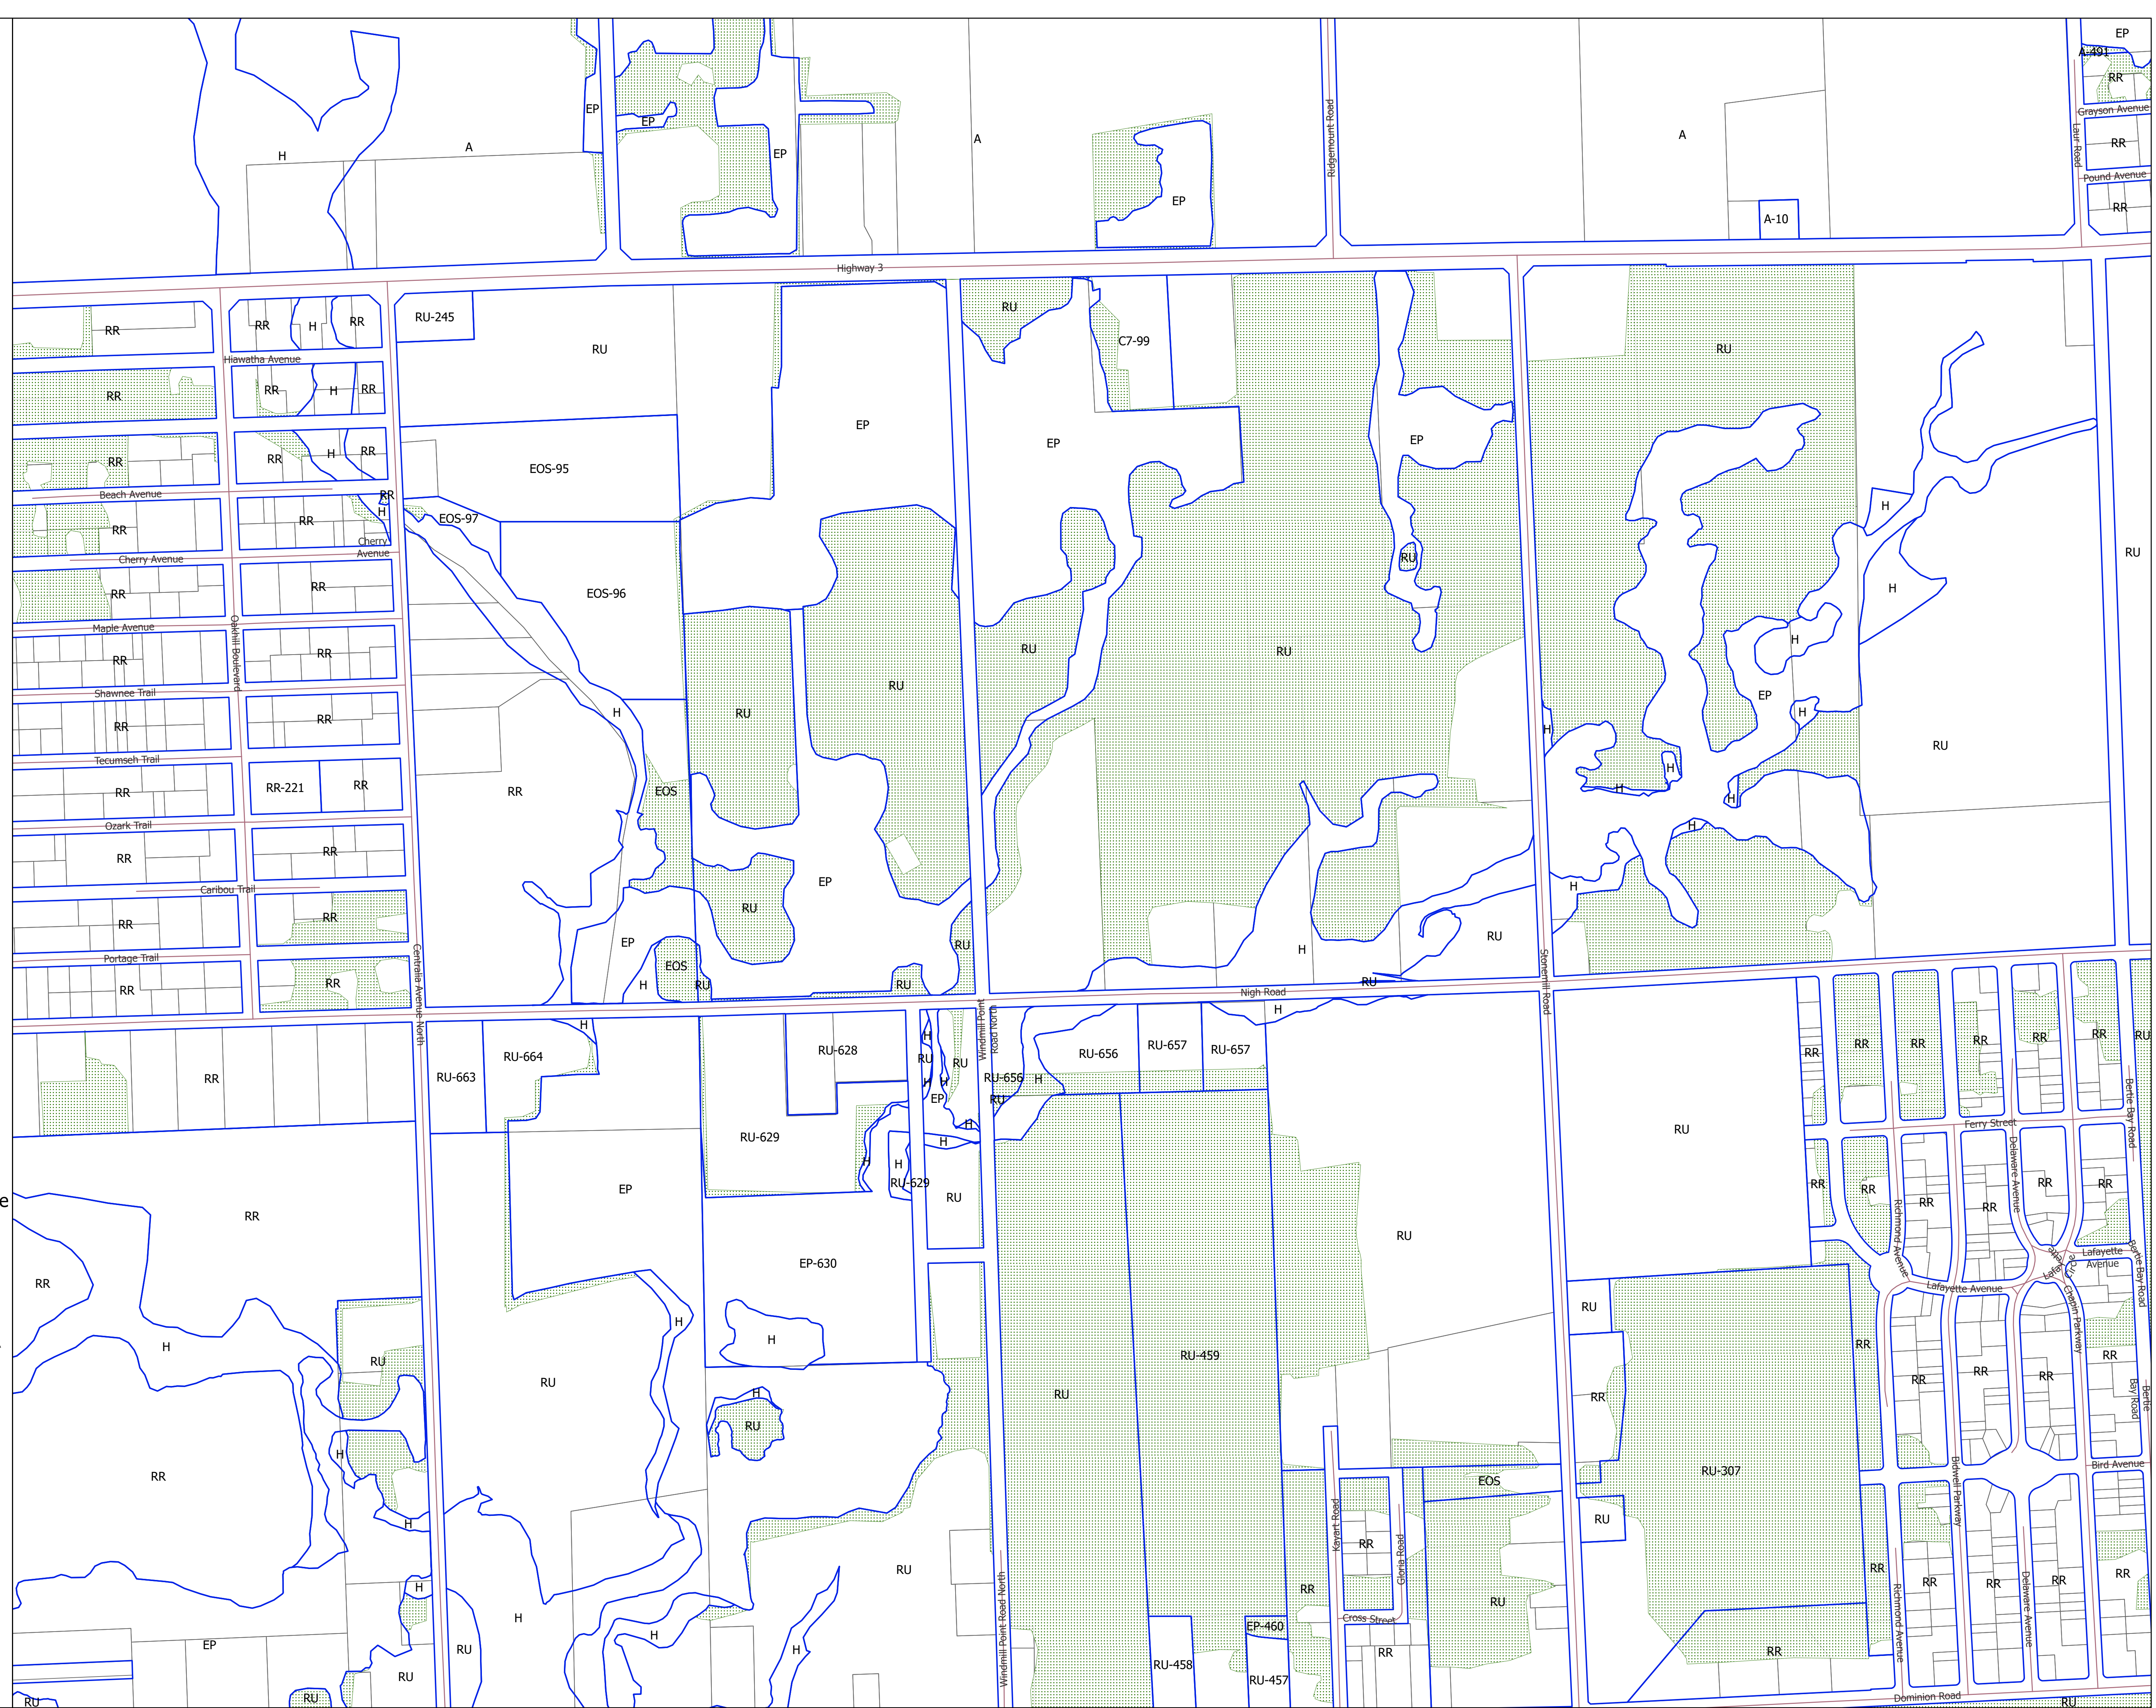 EP
A-491
RR
Grayson Avenue
RR
Laur Road
Pound Avenue
RR
EP
EP
EP
H
A
A
Ridgemount Road
EP
A
A-10
Highway 3
RR
RR
H
RR
RU-245
RU
RU
C7-99
RU
Hiawatha Avenue
RR
RR
H
RR
EP
EP
EP
RR
RR
H
RR
EOS-95
Beach Avenue
RR
H
EOS-97
RR
RR
H
Cherry
Avenue
Cherry Avenue
RU
RU
RR
RR
EOS-96
H
Maple Avenue
Oakhill Boulevard
RR
RR
RU
RU
H
Shawnee Trail
RU
EP
RR
RR
H
RU
H
H
RU
Tecumseh Trail
RR
RR-221
RR
RR
EOS
H
H
H
Ozark Trail
RR
RR
H
EP
Caribou Trail
RR
RR
RU
H
RU
Portage Trail
Centralia Avenue North
EP
RU
H
Stonemill Road
RR
RR
EOS
H
RU
RU
RU
Nigh Road
Windmill Point
Road North
H
H
RR
RU-663
RU-664
RU-628
H
RU
RU
RU-656
RU-656
RU-657
RU-657
H
H
H
EP
RU
H
H
RU-629
H
H
RU-629
RU
EP
RU
RR
RR
RR
RR
RR
RR
RU
Bertie Bay Road
Ferry Street
Delaware Avenue
RR
RR
RR
RR
RR
RR
Richmond Avenue
Lafayette
Avenue
Bertie Bay Road
Lafayette Avenue
Chapin Parkway
RR
RR
H
EP-630
H
H
RU
RU
RU
RU
RU-459
RU
H
RU
RR
RR
RR
RR
RR
RR
Bertie
Bay Road
RR
H
H
RU-307
EOS
Bird Avenue
Bidwell Parkway
RU
Kayart Road
RR
Gloria Road
RU
RR
RR
RR
RR
RR
RR
RU
Windmill Point Road North
Cross Street
EP-460
RR
Richmond Avenue
Delaware Avenue
H
H
H
H
EP
RU
RU
RU
RU
RU-458
RU-457
RR
Dominion Road
RU